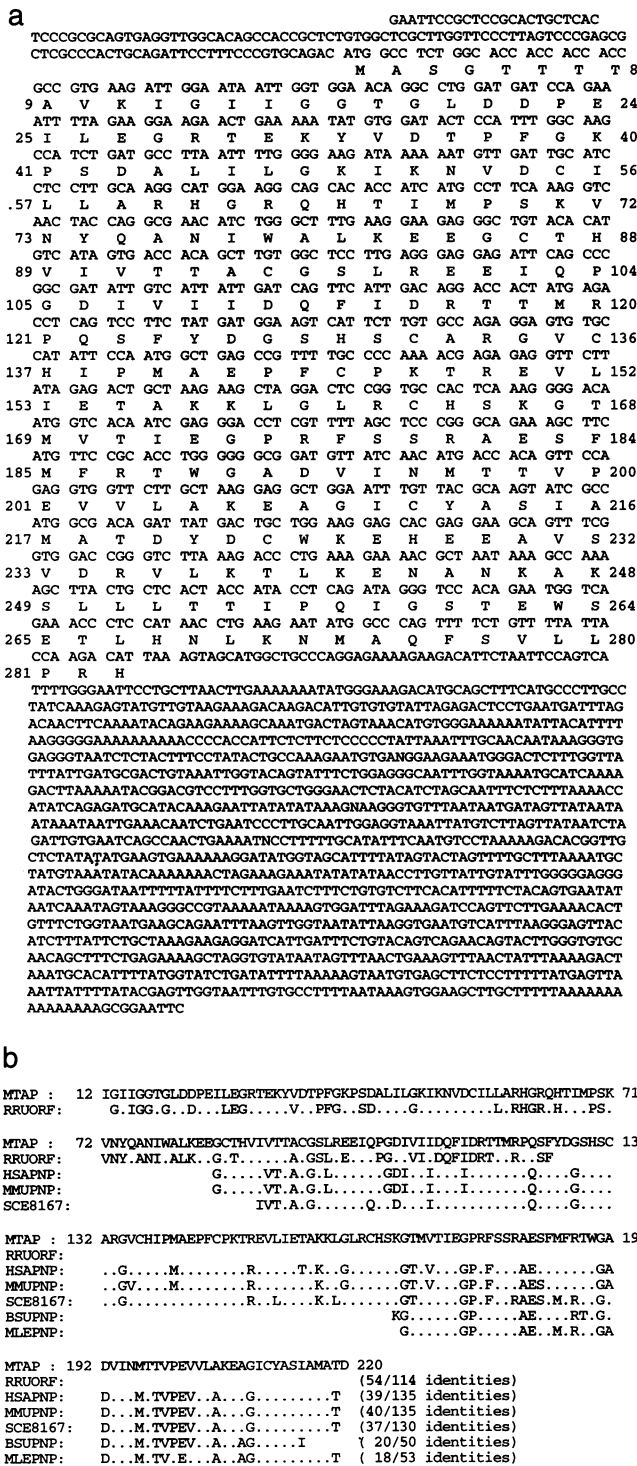 a
GAATTCCGCTCCGCACTGCTCAC
TCCCGCGCAGTGAGGTTGGCACAGCCACCGCTCTGTGGCTCGCTTGGTTCCCTTAGTCCCGAGCG
CTCGCCCACTGCAGATTCCTTTCCCGTGCAGAC ATG GCC TCT GGC ACC ACC ACC ACC
M A S G T T T T 8
GCC GTG AAG ATT GGA ATA ATT GGT GGA ACA GGC CTG GAT GAT CCA GAA
9 A V K I G I I G G T G L D D P E 24
ATT TTA GAA GGA AGA ACT GAA AAA TAT GTG GAT ACT CCA TTT GGC AAG
25 I L E G R T E K Y V D T P F G K 40
CCA TCT GAT GCC TTA ATT TTG GGG AAG ATA AAA AAT GTT GAT TGC ATC
41 P S D A L I L G K I K N V D C I 56
CTC CTT GCA AGG CAT GGA AGG CAG CAC ACC ATC ATG CCT TCA AAG GTC
.57 L L A R H G R Q H T I M P S K V 72
AAC TAC CAG GCG AAC ATC TGG GCT TTG AAG GAA GAG GGC TGT ACA CAT
73 N Y Q A N I W A L K E E G C T H 88
GTC ATA GTG ACC ACA GCT TGT GGC TCC TTG AGG GAG GAG ATT CAG CCC
89 V I V T T A C G S L R E E I Q P 104
GGC GAT ATT GTC ATT ATT GAT CAG TTC ATT GAC AGG ACC ACT ATG AGA
105 G D I V I I D Q F I D R T T M R 120
CCT CAG TCC TTC TAT GAT GGA AGT CAT TCT TGT GCC AGA GGA GTG TGC
121 P Q S F Y D G S H S C A R G V C 136
CAT ATT CCA ATG GCT GAG CCG TTT TGC CCC AAA ACG AGA GAG GTT CTT
137 H I P M A E P F C P K T R E V L 152
ATA GAG ACT GCT AAG AAG CTA GGA CTC CGG TGC CAC TCA AAG GGG ACA
153 I E T A K K L G L R C H S K G T 168
ATG GTC ACA ATC GAG GGA CCT CGT TTT AGC TCC CGG GCA GAA AGC TTC
169 M V T I E G P R F S S R A E S F 184
ATG TTC CGC ACC TGG GGG GCG GAT GTT ATC AAC ATG ACC ACA GTT CCA
185 M F R T W G A D V I N M T T V P 200
GAG GTG GTT CTT GCT AAG GAG GCT GGA ATT TGT TAC GCA AGT ATC GCC
201 E V V L A K E A G I C Y A S I A 216
ATG GCG ACA GAT TAT GAC TGC TGG AAG GAG CAC GAG GAA GCA GTT TCG
217 M A T D Y D C W K E H E E A V S 232
GTG GAC CGG GTC TTA AAG ACC CTG AAA GAA AAC GCT AAT AAA GCC AAA
233 V D R V L K T L K E N A N K A K 248
AGC TTA CTG CTC ACT ACC ATA CCT CAG ATA GGG TCC ACA GAA TGG TCA
249 S L L L T T I P Q I G S T E W S 264
GAA ACC CTC CAT AAC CTG AAG AAT ATG GCC CAG TTT TCT GTT TTA TTA
265 E T L H N L K N M A Q F S V L L 280
CCA AGA CAT TAA AGTAGCATGGCTGCCCAGGAGAAAAGAAGACATTCTAATTCCAGTCA
281 P R H
TTTTGGGAATTCCTGCTTAACTTGAAAAAAATATGGGAAAGACATGCAGCTTTCATGCCCTTGCC
TATCAAAGAGTATGTTGTAAGAAAGACAAGACATTGTGTGTATTAGAGACTCCTGAATGATTTAG
ACAACTTCAAAATACAGAAGAAAAGCAAATGACTAGTAAACATGTGGGAAAAAATATTACATTTT
AAGGGGGAAAAAAAAAACCCCACCATTCTCTTCTCCCCCTATTAAATTTGCAACAATAAAGGGTG
GAGGGTAATCTCTACTTTCCTATACTGCCAAAGAATGTGANGGAAGAAATGGGACTCTTTGGTTA
TTTATTGATGCGACTGTAAATTGGTACAGTATTTCTGGAGGGCAATTTGGTAAAATGCATCAAAA
GACTTAAAAATACGGACGTCCTTTGGTGCTGGGAACTCTACATCTAGCAATTTCTCTTTAAAACC
ATATCAGAGATGCATACAAAGAATTATATATAAAGNAAGGGTGTTTAATAATGATAGTTATAATA
ATAAATAATTGAAACAATCTGAATCCCTTGCAATTGGAGGTAAATTATGTCTTAGTTATAATCTA
GATTGTGAATCAGCCAACTGAAAATNCCTTTTTGCATATTTCAATGTCCTAAAAAGACACGGTTG
CTCTATATATGAAGTGAAAAAAGGATATGGTAGCATTTTATAGTACTAGTTTTGCTTTAAAATGC
TATGTAAATATACAAAAAAACTAGAAAGAAATATATATAACCTTGTTATTGTATTTGGGGGAGGG
ATACTGGGATAATTTTTATTTTCTTTGAATCTTTCTGTGTCTTCACATTTTTCTACAGTGAATAT
AATCAAATAGTAAAGGGCCGTAAAAATAAAAGTGGATTTAGAAAGATCCAGTTCTTGAAAACACT
GTTTCTGGTAATGAAGCAGAATTTAAGTTGGTAATATTAAGGTGAATGTCATTTAAGGGAGTTAC
ATCTTTATTCTGCTAAAGAAGAGGATCATTGATTTCTGTACAGTCAGAACAGTACTTGGGTGTGC
AACAGCTTTCTGAGAAAAGCTAGGTGTATAATAGTTTAACTGAAAGTTTAACTATTTAAAAGACT
AAATGCACATTTTATGGTATCTGATATTTTAAAAAGTAATGTGAGCTTCTCCTTTTTATGAGTTA
AATTATTTTATACGAGTTGGTAATTTGTGCCTTTTAATAAAGTGGAAGCTTGCTTTTTAAAAAAA
AAAAAAAAGCGGAATTC
b
MTAP : 12 IGIIGGTGLDDPEILEGRTEKYVDTPFGKPSDALILGKIKNVDCILLARHGRQHTIMPSK 71
RRUORF: G.IGG.G..D...LEG.....V..PFG..SD....G.........L.RHGR.H...PS.
MTAP : 72 VNYQANIWALKEEGCTHVIVTTACGSLREEIQPGDIVIIDQFIDRTTMRPQSFYDGSHSC 13
RRUORF: VNY.ANI.ALK..G.T......A.GSL.E...PG..VI.DQFIDRT..R..SF
HSAPNP: G.....VT.A.G.L......GDI..I...I.......Q....G...
MMUPNP: G.....VT.A.G.L......GDI..I...I.......Q....G...
SCE8167: IVT.A.G......Q..D...I...........Q....G...
MTAP : 132 ARGVCHIPMAEPFCPKTREVLIETAKKLGLRCHSKGTMVTIEGPRFSSRAESFMFRTWGA 19
RRUORF:
HSAPNP: ..G.....M........R.....T.K...G......GT.V...GP.F...AE.......GA
MMUPNP: ..GV....M........R.......K...G......GT.V...GP.F...AES......GA
SCE8167: ..G.............R..L....K.L........GT.....GP.F..RAES.M.R..G.
BSUPNP: KG......GP......AE.....RT.G.
MLEPNP: G......GP......AE...M.R..GA
MTAP : 192 DVINMTTVPEVVLAKEAGICYASIAMATD 220
RRUORF: (54/114 identities)
HSAPNP: D...M.TVPEV..A...G.........T (39/135 identities)
MMUPNP: D...M.TVPEV..A...G.........T (40/135 identities)
SCE8167: D...M.TVPEV..A...G.........T (37/130 identities)
BSUPNP: D...M.TVPEV..A..AG.....I ( 20/50 identities)
MLEPNP: D...M.TV.E...A..AG.........T ( 18/53 identities)